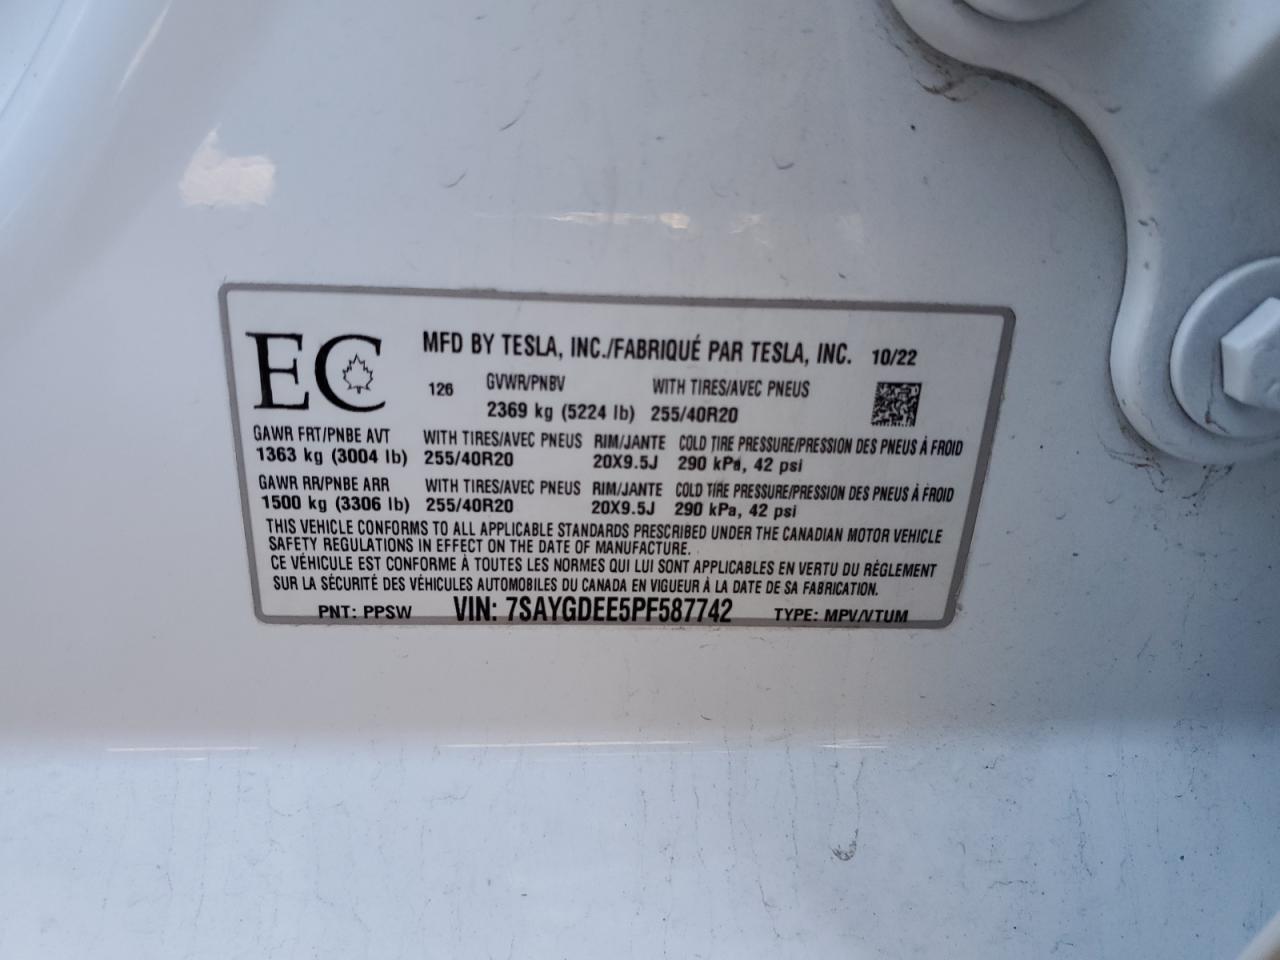 EC
MFD BY TESLA, INC./FABRIQUÉ PAR TESLA, INC. 10/22
126 GVWR/PNBV WITH TIRES/AVEC PNEUS
2369 kg (5224 lb) 255/40R20
GAWR FRT/PNBE AVT WITH TIRES/AVEC PNEUS RIM/JANTE COLD TIRE PRESSURE/PRESSION DES PNEUS À FROID
1363 kg (3004 lb) 255/40R20 20X9.5J 290 kPa, 42 psi
GAWR RR/PNBE ARR WITH TIRES/AVEC PNEUS RIM/JANTE COLD TIRE PRESSURE/PRESSION DES PNEUS À FROID
1500 kg (3306 lb) 255/40R20 20X9.5J 290 kPa, 42 psi
THIS VEHICLE CONFORMS TO ALL APPLICABLE STANDARDS PRESCRIBED UNDER THE CANADIAN MOTOR VEHICLE
SAFETY REGULATIONS IN EFFECT ON THE DATE OF MANUFACTURE.
CE VÉHICULE EST CONFORME À TOUTES LES NORMES QUI LUI SONT APPLICABLES EN VERTU DU RÈGLEMENT
SUR LA SÉCURITÉ DES VÉHICULES AUTOMOBILES DU CANADA EN VIGUEUR À LA DATE DE SA FABRICATION.
PNT: PPSW VIN: 7SAYGDEE5PF587742 TYPE: MPV/VTUM